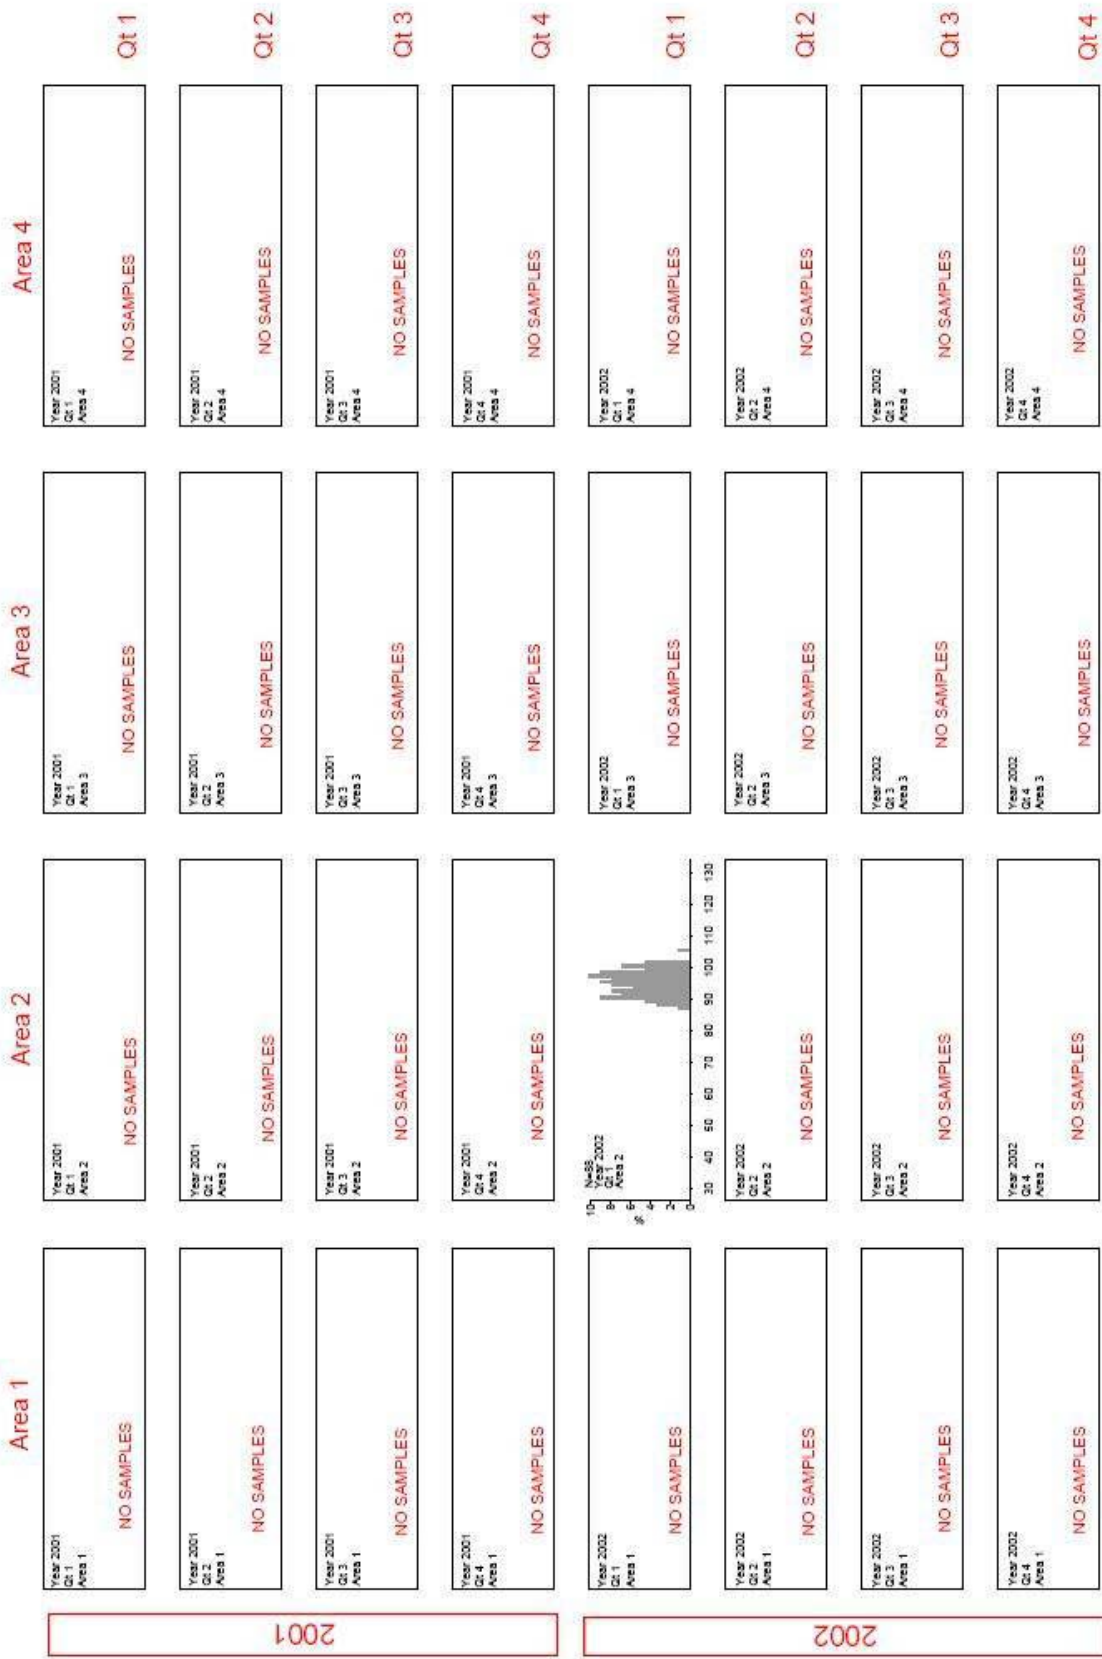 Area 1 Area 2 Area 3 Area 4
2001
Year 2001
Qt 1
Area 1
NO SAMPLES
Year 2001
Qt 1
Area 2
NO SAMPLES
Year 2001
Qt 1
Area 3
NO SAMPLES
Year 2001
Qt 1
Area 4
NO SAMPLES
Qt 1
Year 2001
Qt 2
Area 1
NO SAMPLES
Year 2001
Qt 2
Area 2
NO SAMPLES
Year 2001
Qt 2
Area 3
NO SAMPLES
Year 2001
Qt 2
Area 4
NO SAMPLES
Qt 2
Year 2001
Qt 3
Area 1
NO SAMPLES
Year 2001
Qt 3
Area 2
NO SAMPLES
Year 2001
Qt 3
Area 3
NO SAMPLES
Year 2001
Qt 3
Area 4
NO SAMPLES
Qt 3
Year 2001
Qt 4
Area 1
NO SAMPLES
Year 2001
Qt 4
Area 2
NO SAMPLES
Year 2001
Qt 4
Area 3
NO SAMPLES
Year 2001
Qt 4
Area 4
NO SAMPLES
Qt 4
2002
Year 2002
Qt 1
Area 1
NO SAMPLES
N=88
Year 2002
Qt 1
Area 2
%
10
8
6
4
2
0
30 40 50 60 70 80 90 100 110 120 130
Year 2002
Qt 1
Area 3
NO SAMPLES
Year 2002
Qt 1
Area 4
NO SAMPLES
Qt 1
Year 2002
Qt 2
Area 1
NO SAMPLES
Year 2002
Qt 2
Area 2
NO SAMPLES
Year 2002
Qt 2
Area 3
NO SAMPLES
Year 2002
Qt 2
Area 4
NO SAMPLES
Qt 2
Year 2002
Qt 3
Area 1
NO SAMPLES
Year 2002
Qt 3
Area 2
NO SAMPLES
Year 2002
Qt 3
Area 3
NO SAMPLES
Year 2002
Qt 3
Area 4
NO SAMPLES
Qt 3
Year 2002
Qt 4
Area 1
NO SAMPLES
Year 2002
Qt 4
Area 2
NO SAMPLES
Year 2002
Qt 4
Area 3
NO SAMPLES
Year 2002
Qt 4
Area 4
NO SAMPLES
Qt 4